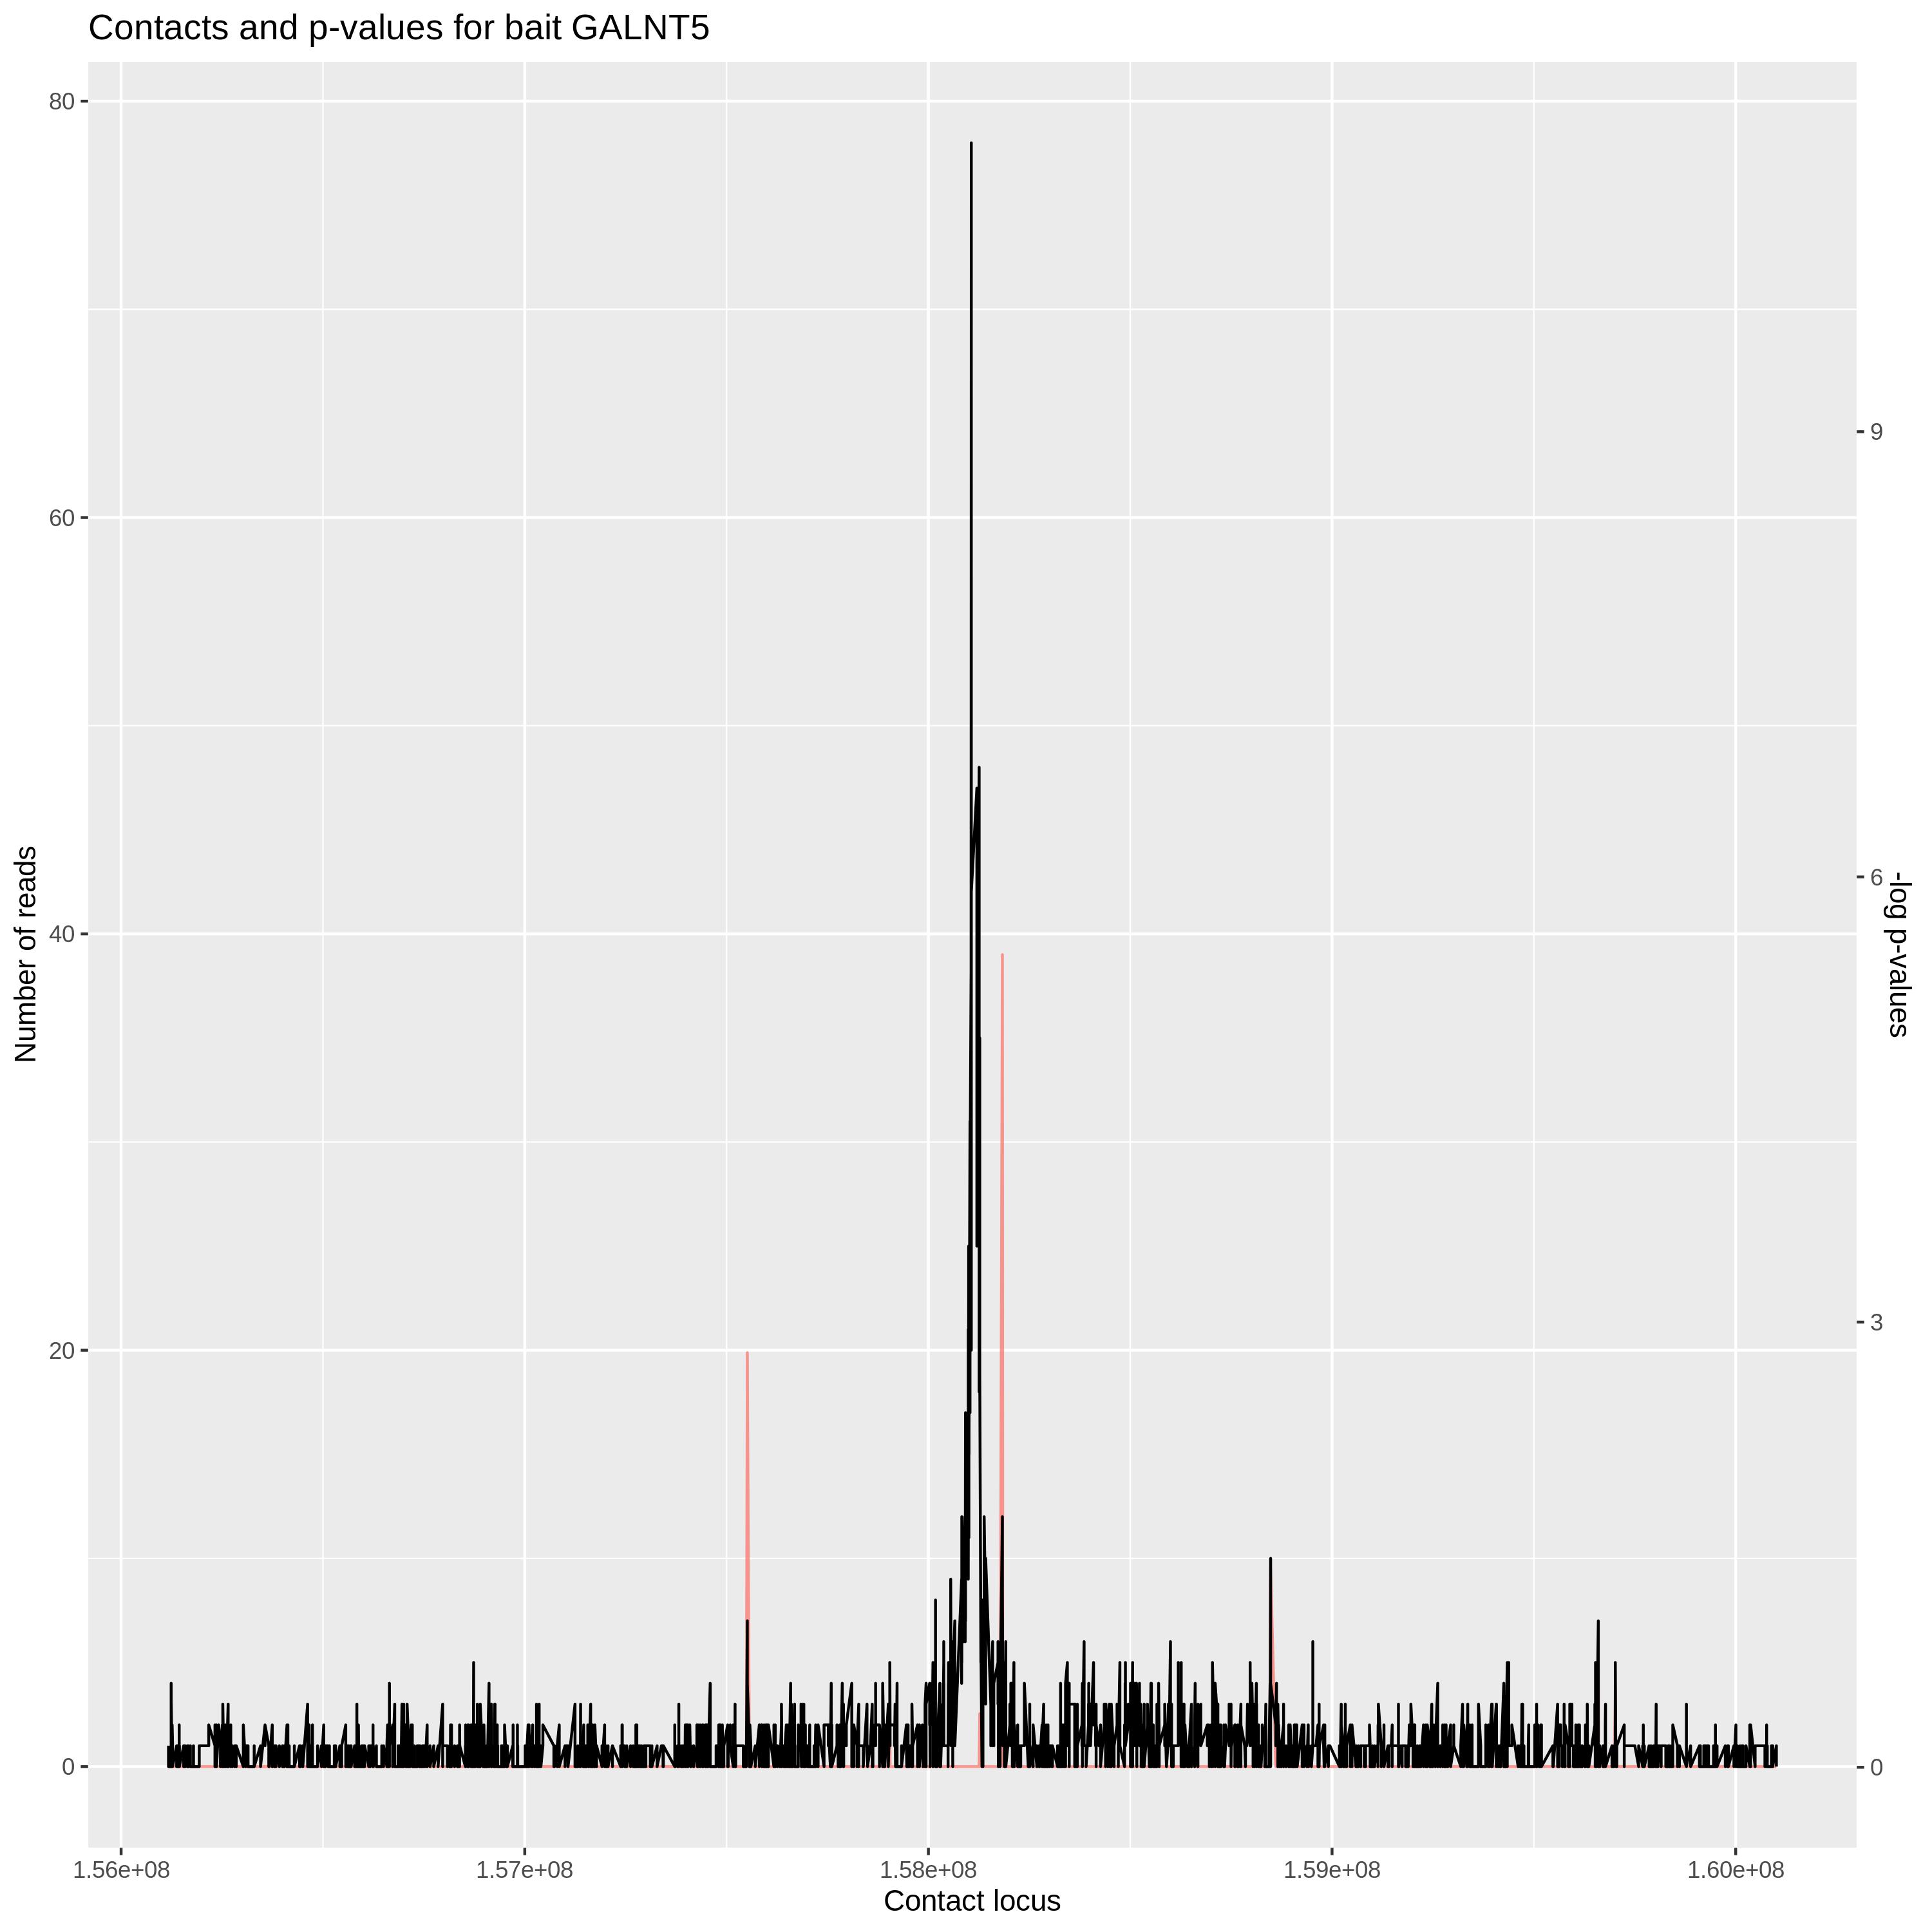 Contacts and p-values for bait GALNT5
80
60
40
20
0
Number of reads
9
6
3
0
-log p-values
1.56e+08
1.57e+08
1.58e+08
1.59e+08
1.60e+08
Contact locus